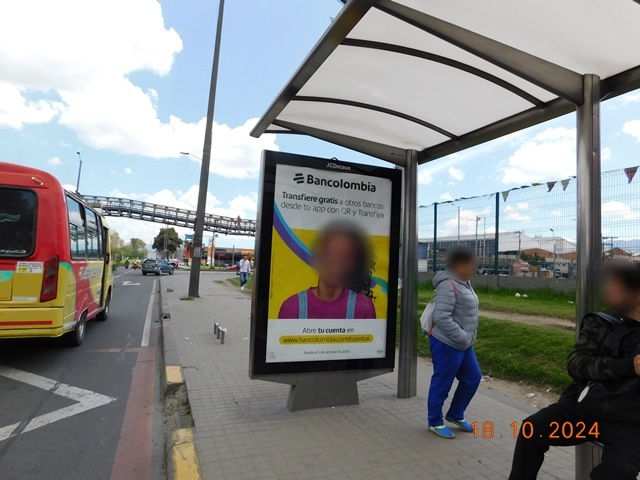 JCDecaux
Bancolombia
Transfiere gratis a otros bancos
desde tu app con QR y Transfiya
Abre tu cuenta en
www.bancolombia.com/cuentas
18.10.2024